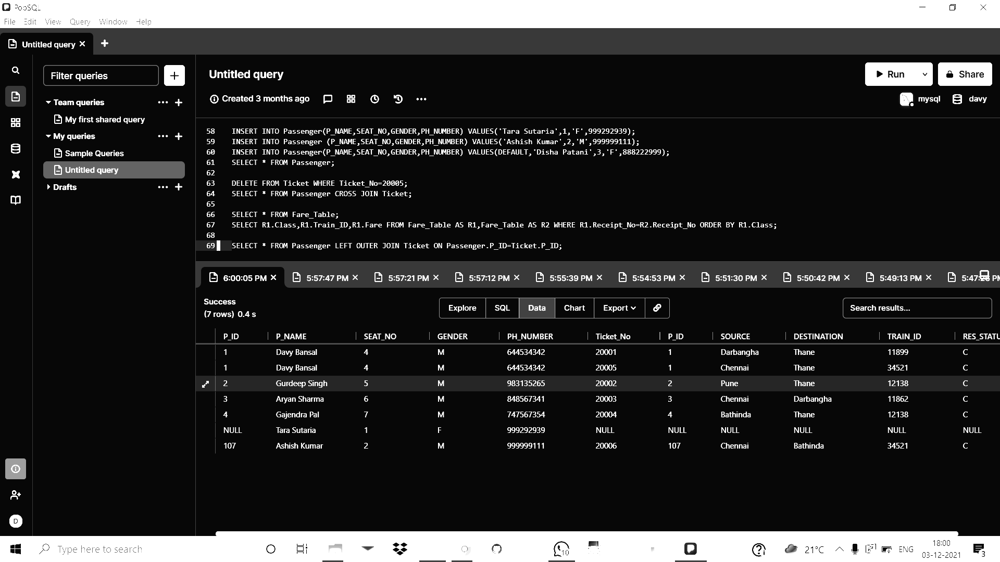 PopSQL
File Edit View Query Window Help
Untitled query
Filter queries
Team queries
My first shared query
My queries
Sample Queries
Untitled query
Drafts
D
Untitled query
Run
Share
Created 3 months ago
mysql
davy
58 INSERT INTO Passenger(P_NAME,SEAT_NO,GENDER,PH_NUMBER) VALUES('Tara Sutaria',1,'F',999292939);
59 INSERT INTO Passenger (P_NAME,SEAT_NO,GENDER,PH_NUMBER) VALUES('Ashish Kumar',2,'M',999999111);
60 INSERT INTO Passenger(P_NAME,SEAT_NO,GENDER,PH_NUMBER) VALUES(DEFAULT,'Disha Patani',3,'F',888222999);
61 SELECT * FROM Passenger;
62
63 DELETE FROM Ticket WHERE Ticket_No=20005;
64 SELECT * FROM Passenger CROSS JOIN Ticket;
65
66 SELECT * FROM Fare_Table;
67 SELECT R1.Class,R1.Train_ID,R1.Fare FROM Fare_Table AS R1,Fare_Table AS R2 WHERE R1.Receipt_No=R2.Receipt_No ORDER BY R1.Class;
68
69 SELECT * FROM Passenger LEFT OUTER JOIN Ticket ON Passenger.P_ID=Ticket.P_ID;
6:00:05 PM 5:57:47 PM 5:57:21 PM 5:57:12 PM 5:55:39 PM 5:54:53 PM 5:51:30 PM 5:50:42 PM 5:49:13 PM
Success
(7 rows) 0.4 s
Explore SQL Data Chart Export
Search results...
P_ID P_NAME SEAT_NO GENDER PH_NUMBER Ticket_No P_ID SOURCE DESTINATION TRAIN_ID RES_STATU
1 Davy Bansal 4 M 644534342 20001 1 Darbangha Thane 11899 C
1 Davy Bansal 4 M 644534342 20005 1 Chennai Thane 34521 C
2 Gurdeep Singh 5 M 983135265 20002 2 Pune Thane 12138 C
3 Aryan Sharma 6 M 848567341 20003 3 Chennai Darbangha 11862 C
4 Gajendra Pal 7 M 747567354 20004 4 Bathinda Thane 12138 C
NULL Tara Sutaria 1 F 999292939 NULL NULL NULL NULL NULL NULL
107 Ashish Kumar 2 M 999999111 20006 107 Chennai Bathinda 34521 C
Type here to search
10
21°C
ENG
18:00
03-12-2021
3